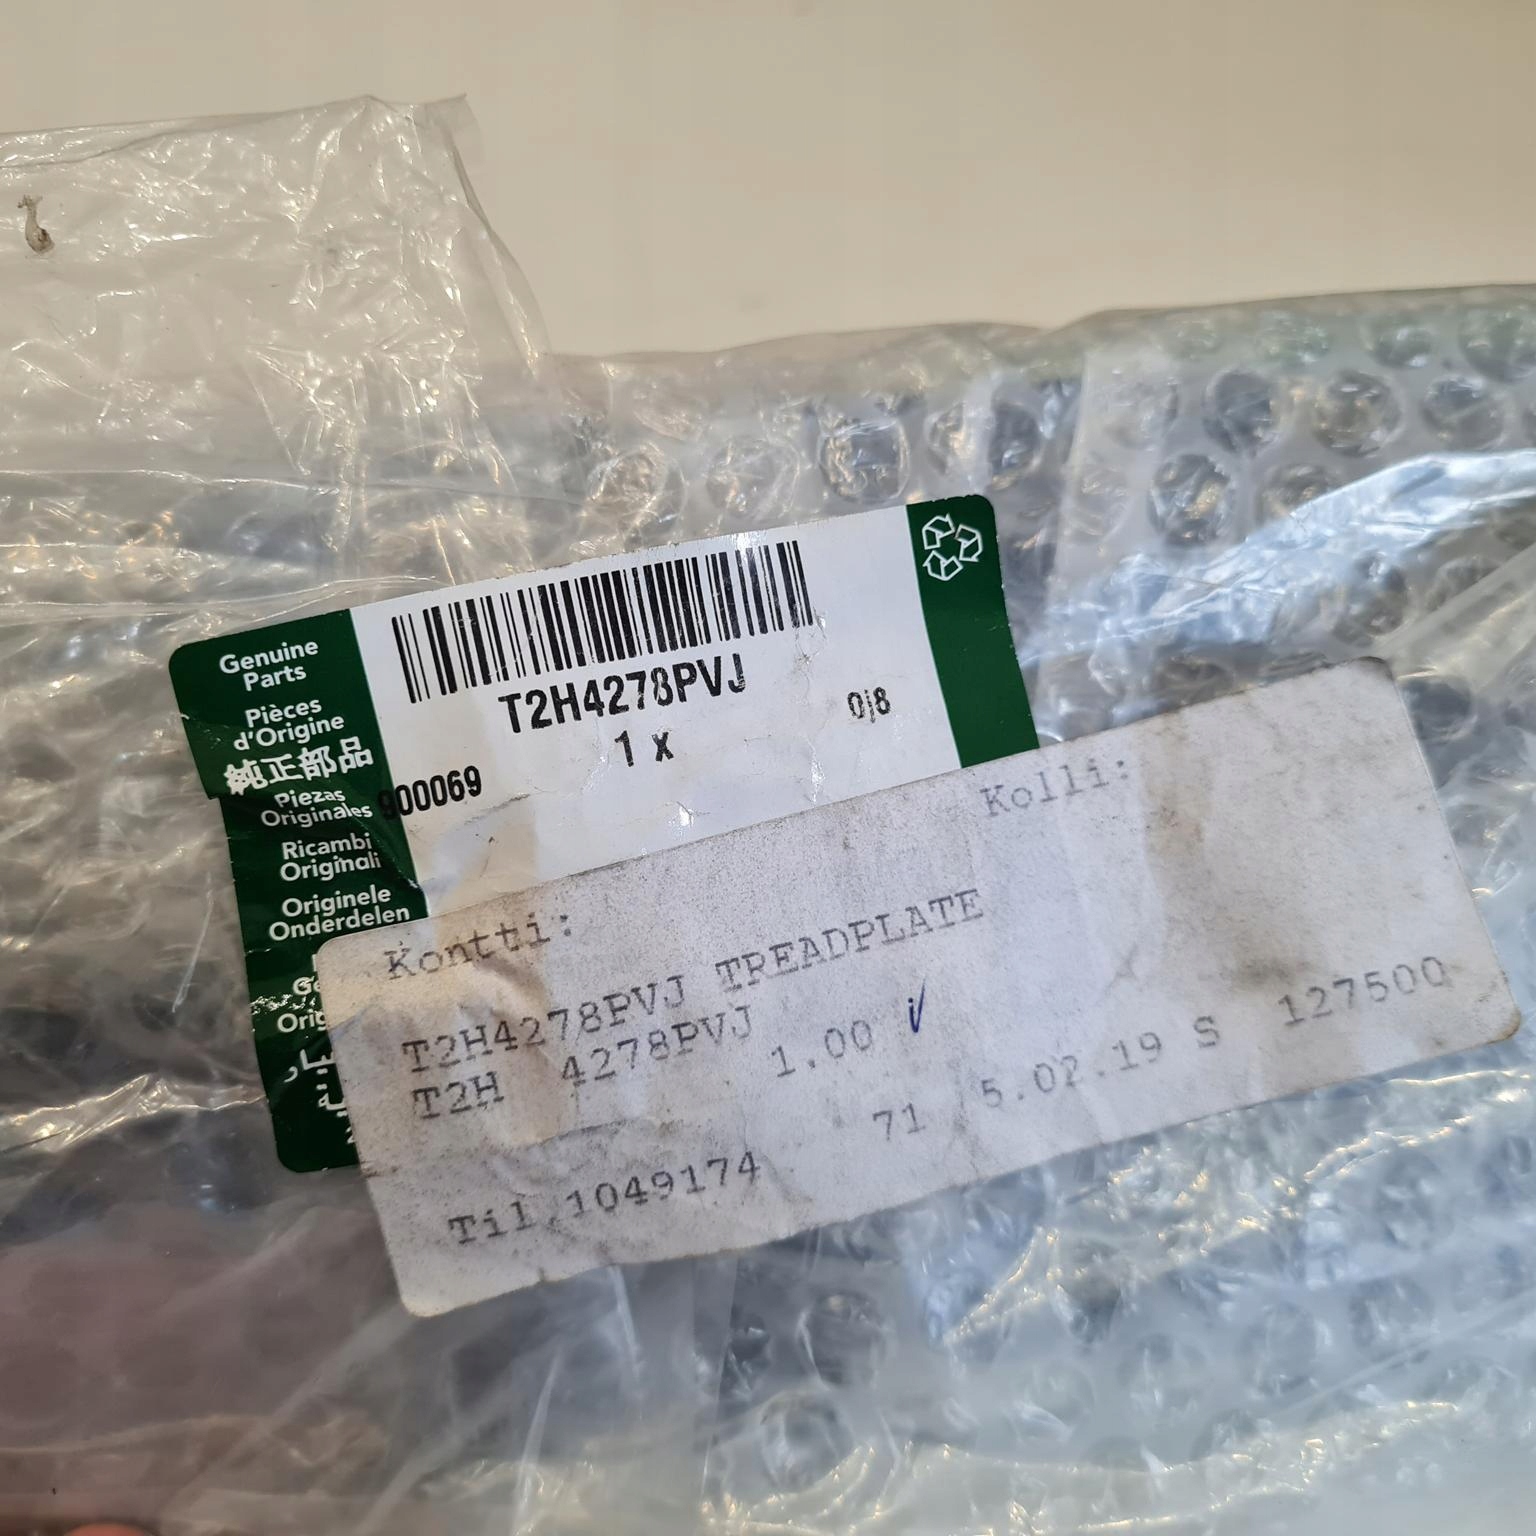 Genuine
Parts
Pièces
d'Origine
純正部品
Piezas
Originales
Ricambi
Originali
Originele
Onderdelen
T2H4278PVJ
1 x
0j8
900069
Kolli:
Kontti:
T2H4278PVJ TREADPLATE
T2H 4278PVJ
1.00
71 5.02.19 S 127500
Til.1049174